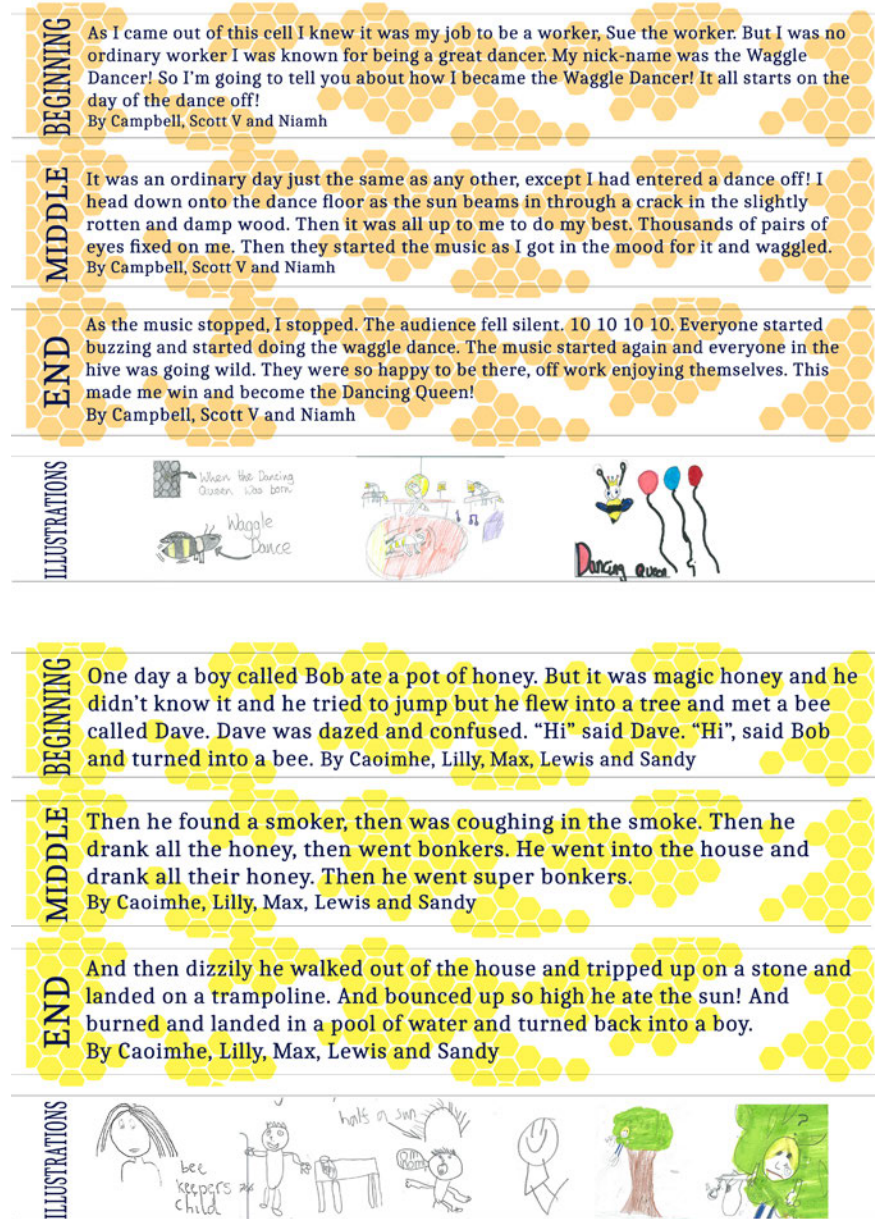 BEGINNING
As I came out of this cell I knew it was my job to be a worker, Sue the worker. But I was no
ordinary worker I was known for being a great dancer. My nick-name was the Waggle
Dancer! So I'm going to tell you about how I became the Waggle Dancer! It all starts on the
day of the dance off!
By Campbell, Scott V and Niamh
MIDDLE
It was an ordinary day just the same as any other, except I had entered a dance off! I
head down onto the dance floor as the sun beams in through a crack in the slightly
rotten and damp wood. Then it was all up to me to do my best. Thousands of pairs of
eyes fixed on me. Then they started the music as I got in the mood for it and waggled.
By Campbell, Scott V and Niamh
END
As the music stopped, I stopped. The audience fell silent. 10 10 10 10. Everyone started
buzzing and started doing the waggle dance. The music started again and everyone in the
hive was going wild. They were so happy to be there, off work enjoying themselves. This
made me win and become the Dancing Queen!
By Campbell, Scott V and Niamh
ILLUSTRATIONS
When the Dancing
Queen was born
Waggle
Dance
Dancing Queen
BEGINNING
One day a boy called Bob ate a pot of honey. But it was magic honey and he
didn't know it and he tried to jump but he flew into a tree and met a bee
called Dave. Dave was dazed and confused. “Hi” said Dave. “Hi”, said Bob
and turned into a bee. By Caoimhe, Lilly, Max, Lewis and Sandy
MIDDLE
Then he found a smoker, then was coughing in the smoke. Then he
drank all the honey, then went bonkers. He went into the house and
drank all their honey. Then he went super bonkers.
By Caoimhe, Lilly, Max, Lewis and Sandy
END
And then dizzily he walked out of the house and tripped up on a stone and
landed on a trampoline. And bounced up so high he ate the sun! And
burned and landed in a pool of water and turned back into a boy.
By Caoimhe, Lilly, Max, Lewis and Sandy
ILLUSTRATIONS
bee
keepers
child
half a sun
?